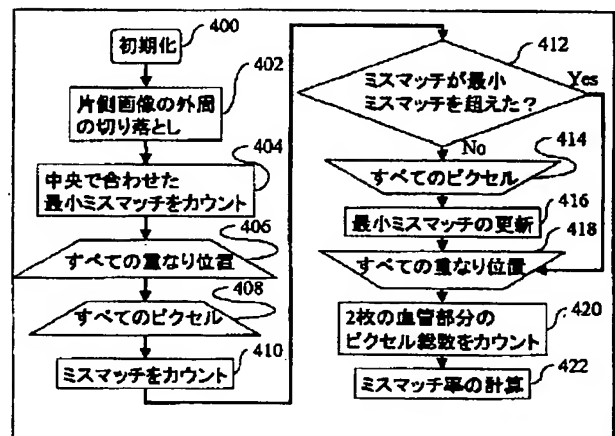 初期化
400
片側画像の外周
の切り落とし
402
中央で合わせた
最小ミスマッチをカウント
404
すべての重なり位置
406
すべてのピクセル
408
ミスマッチをカウント
410
ミスマッチが最小
ミスマッチを超えた?
412
Yes
No
すべてのピクセル
414
最小ミスマッチの更新
416
すべての重なり位置
418
2枚の血管部分の
ピクセル総数をカウント
420
ミスマッチ率の計算
422